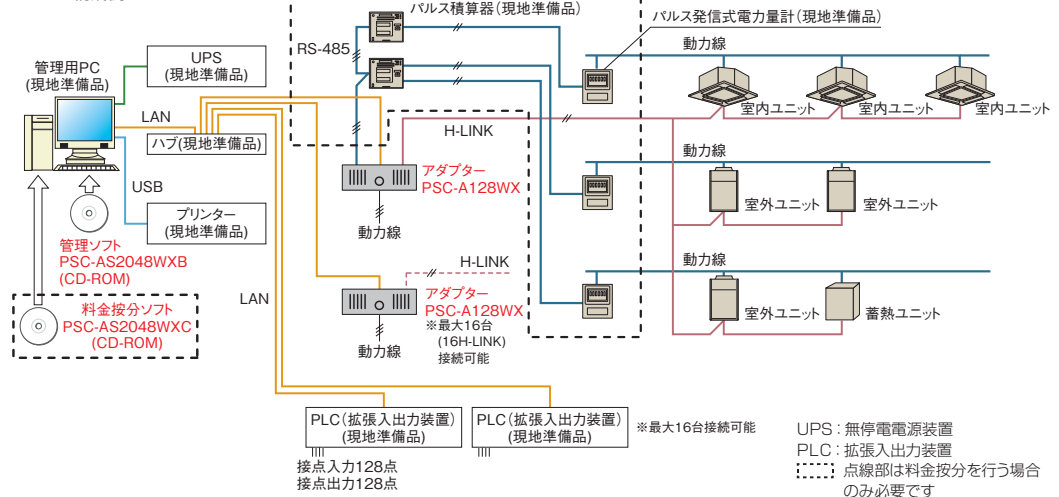 パルス積算器(現地準備品)
パルス発信式電力量計(現地準備品)
RS-485
動力線
UPS
(現地準備品)
管理用PC
(現地準備品)
室内ユニット
室内ユニット
室内ユニット
LAN
H-LINK
ハブ(現地準備品)
動力線
アダプター
PSC-A128WX
USB
プリンター
(現地準備品)
動力線
室外ユニット
室外ユニット
管理ソフト
PSC-AS2048WXB
(CD-ROM)
H-LINK
動力線
LAN
アダプター
PSC-A128WX
※最大16台
(16H-LINK)
接続可能
料金按分ソフト
PSC-AS2048WXC
(CD-ROM)
室外ユニット
蓄熱ユニット
動力線
PLC(拡張入出力装置)
(現地準備品)
PLC(拡張入出力装置)
(現地準備品)
※最大16台接続可能
接点入力128点
接点出力128点
UPS:無停電電源装置
PLC:拡張入出力装置
点線部は料金按分を行う場合
のみ必要です